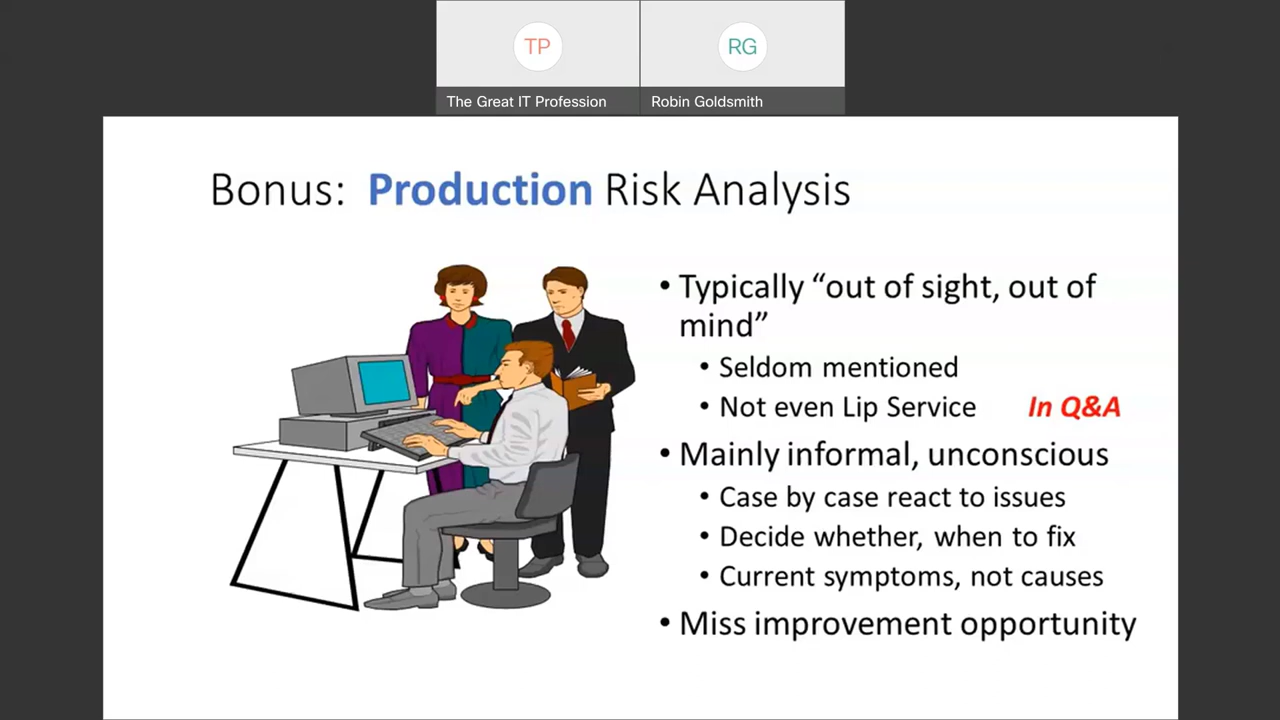 TP
RG
The Great IT Profession
Robin Goldsmith
Bonus: Production Risk Analysis
• Typically “out of sight, out of
mind”
• Seldom mentioned
• Not even Lip Service In Q&A
• Mainly informal, unconscious
• Case by case react to issues
• Decide whether, when to fix
• Current symptoms, not causes
• Miss improvement opportunity